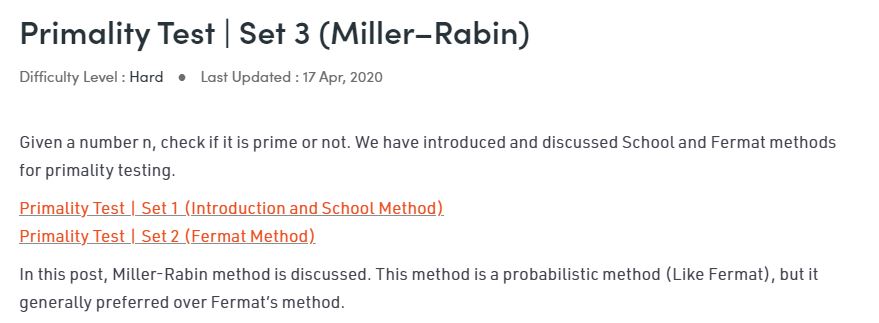 Primality Test | Set 3 (Miller–Rabin)
Difficulty Level : Hard ● Last Updated : 17 Apr, 2020
Given a number n, check if it is prime or not. We have introduced and discussed School and Fermat methods
for primality testing.
Primality Test | Set 1 (Introduction and School Method)
Primality Test | Set 2 (Fermat Method)
In this post, Miller-Rabin method is discussed. This method is a probabilistic method (Like Fermat), but it
generally preferred over Fermat’s method.